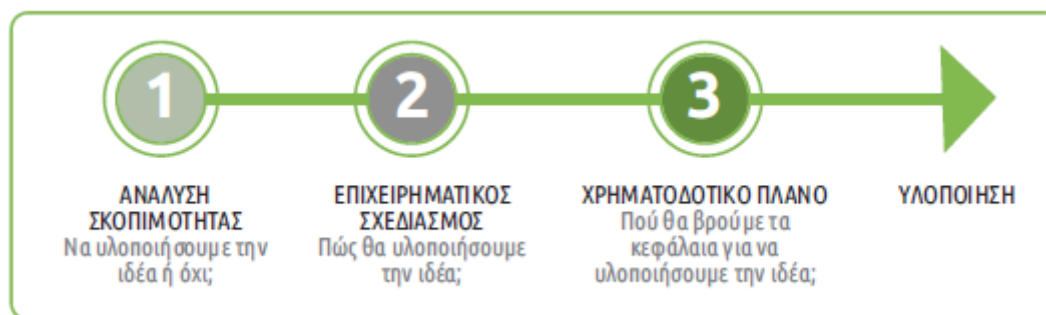 1
2
3
ΑΝΑΛΥΣΗ
ΣΚΟΠΙΜΟΤΗΤΑΣ
Να υλοποιήσουμε την
ιδέα ή όχι;
ΕΠΙΧΕΙΡΗΜΑΤΙΚΟΣ
ΣΧΕΔΙΑΣΜΟΣ
Πώς θα υλοποιήσουμε
την ιδέα;
ΧΡΗΜΑΤΟΔΟΤΙΚΟ ΠΛΑΝΟ
Πού θα βρούμε τα
κεφάλαια για να
υλοποιήσουμε την ιδέα;
ΥΛΟΠΟΙΗΣΗ